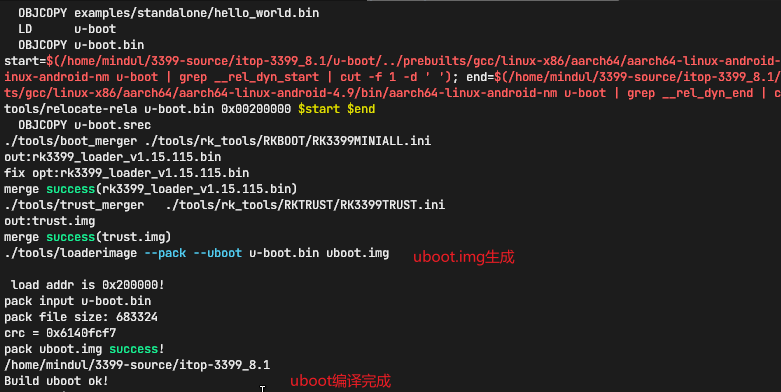 OBJCOPY examples/standalone/hello_world.bin
LD      u-boot
OBJCOPY u-boot.bin
start=$(/home/mindul/3399-source/itop-3399_8.1/u-boot/../prebuilts/gcc/linux-x86/aarch64/aarch64-linux-android-
inux-android-nm u-boot | grep __rel_dyn_start | cut -f 1 -d ' '); end=$(/home/mindul/3399-source/itop-3399_8.1/
ts/gcc/linux-x86/aarch64/aarch64-linux-android-4.9/bin/aarch64-linux-android-nm u-boot | grep __rel_dyn_end | c
tools/relocate-rela u-boot.bin 0x00200000 $start $end
OBJCOPY u-boot.srec
./tools/boot_merger ./tools/rk_tools/RKBOOT/RK3399MINIALL.ini
out:rk3399_loader_v1.15.115.bin
fix opt:rk3399_loader_v1.15.115.bin
merge success(rk3399_loader_v1.15.115.bin)
./tools/trust_merger   ./tools/rk_tools/RKTRUST/RK3399TRUST.ini
out:trust.img
merge success(trust.img)
./tools/loaderimage --pack --uboot u-boot.bin uboot.img
uboot.img生成
load addr is 0x200000!
pack input u-boot.bin
pack file size: 683324
crc = 0x6140fcf7
pack uboot.img success!
/home/mindul/3399-source/itop-3399_8.1
Build uboot ok!
uboot编译完成